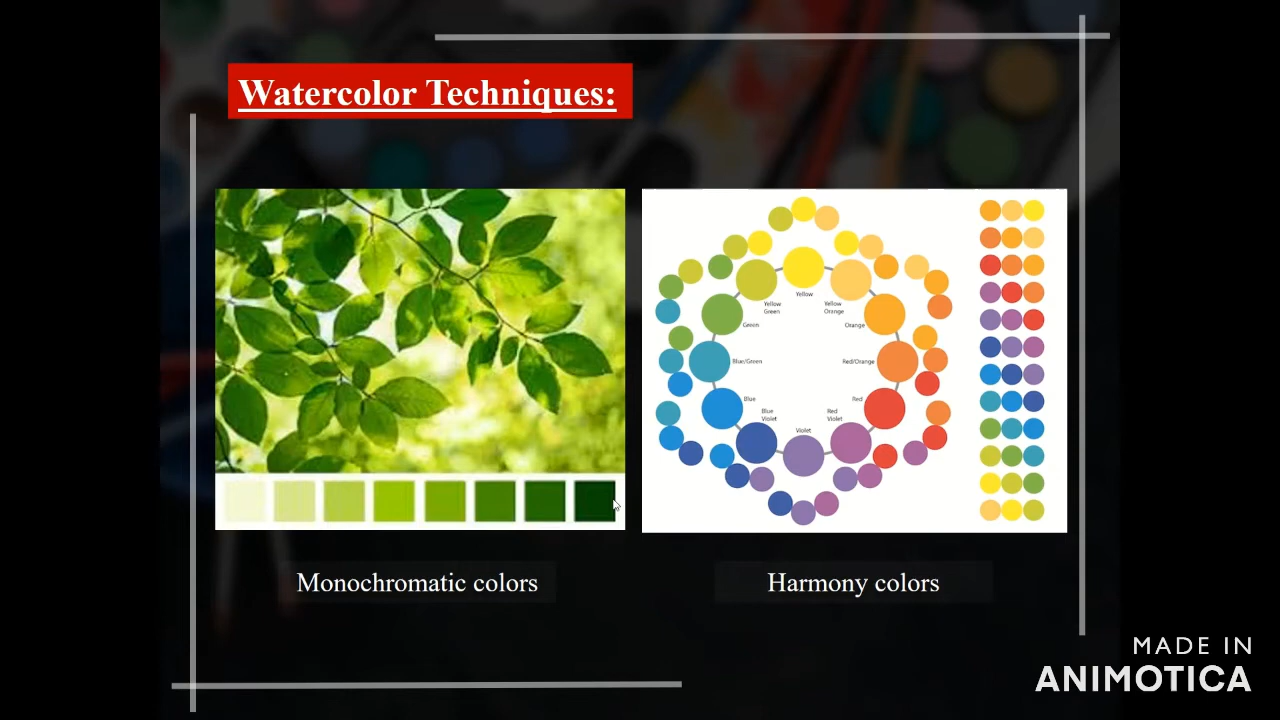 Watercolor Techniques:
Yellow
Yellow
Green
Yellow
Orange
Green
Orange
Blue/Green
Red/Orange
Blue
Red
Blue
Violet
Red
Violet
Violet
Monochromatic colors
Harmony colors
MADE IN
ANIMOTICA